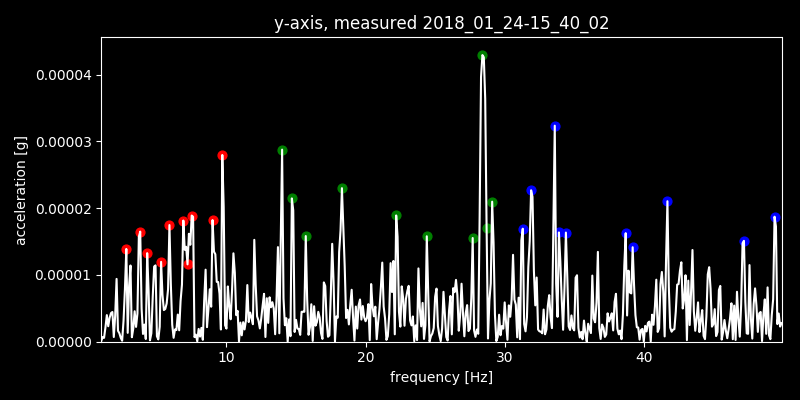 y-axis, measured 2018_01_24-15_40_02
0.00004
0.00003
0.00002
0.00001
0.00000
acceleration [g]
10 20 30 40
frequency [Hz]